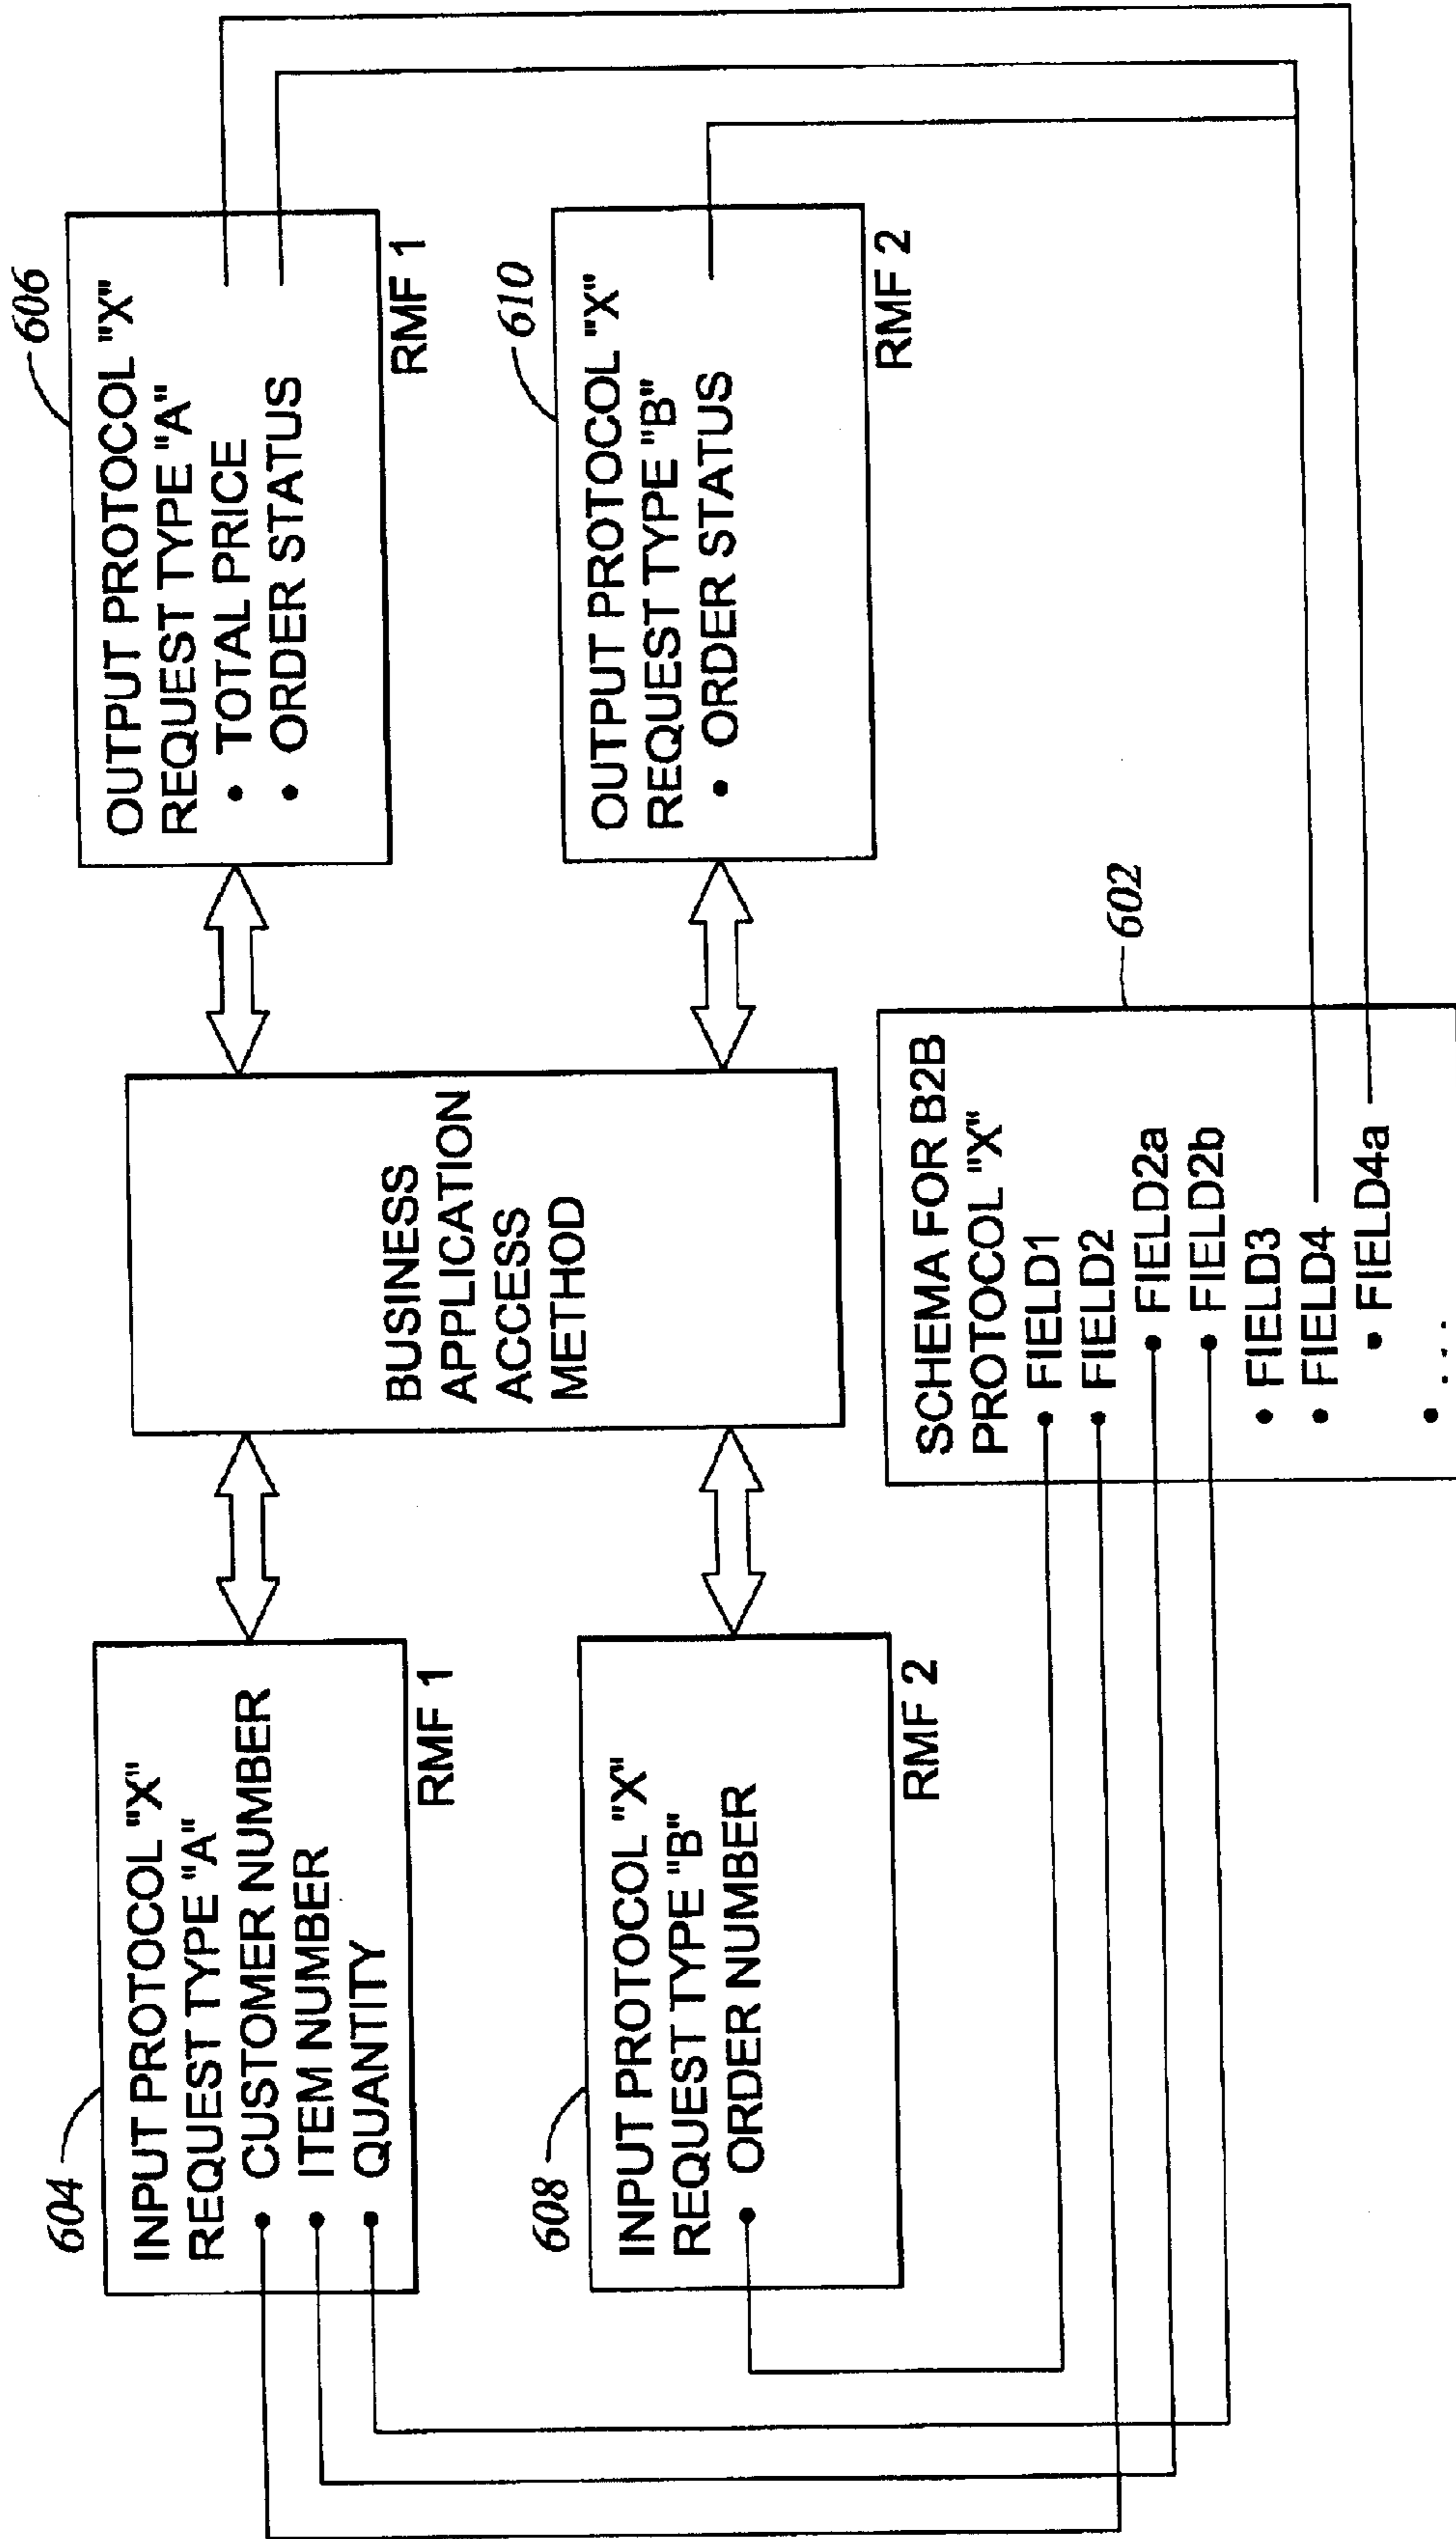 604
INPUT PROTOCOL "X"
REQUEST TYPE "A"
• CUSTOMER NUMBER
• ITEM NUMBER
• QUANTITY
RMF 1
BUSINESS
APPLICATION
ACCESS
METHOD
606
OUTPUT PROTOCOL "X"
REQUEST TYPE "A"
• TOTAL PRICE
• ORDER STATUS
RMF 1
608
INPUT PROTOCOL "X"
REQUEST TYPE "B"
• ORDER NUMBER
RMF 2
610
OUTPUT PROTOCOL "X"
REQUEST TYPE "B"
• ORDER STATUS
RMF 2
602
SCHEMA FOR B2B
PROTOCOL "X"
• FIELD1
• FIELD2
• FIELD2a
• FIELD2b
• FIELD3
• FIELD4
• FIELD4a
• . . .